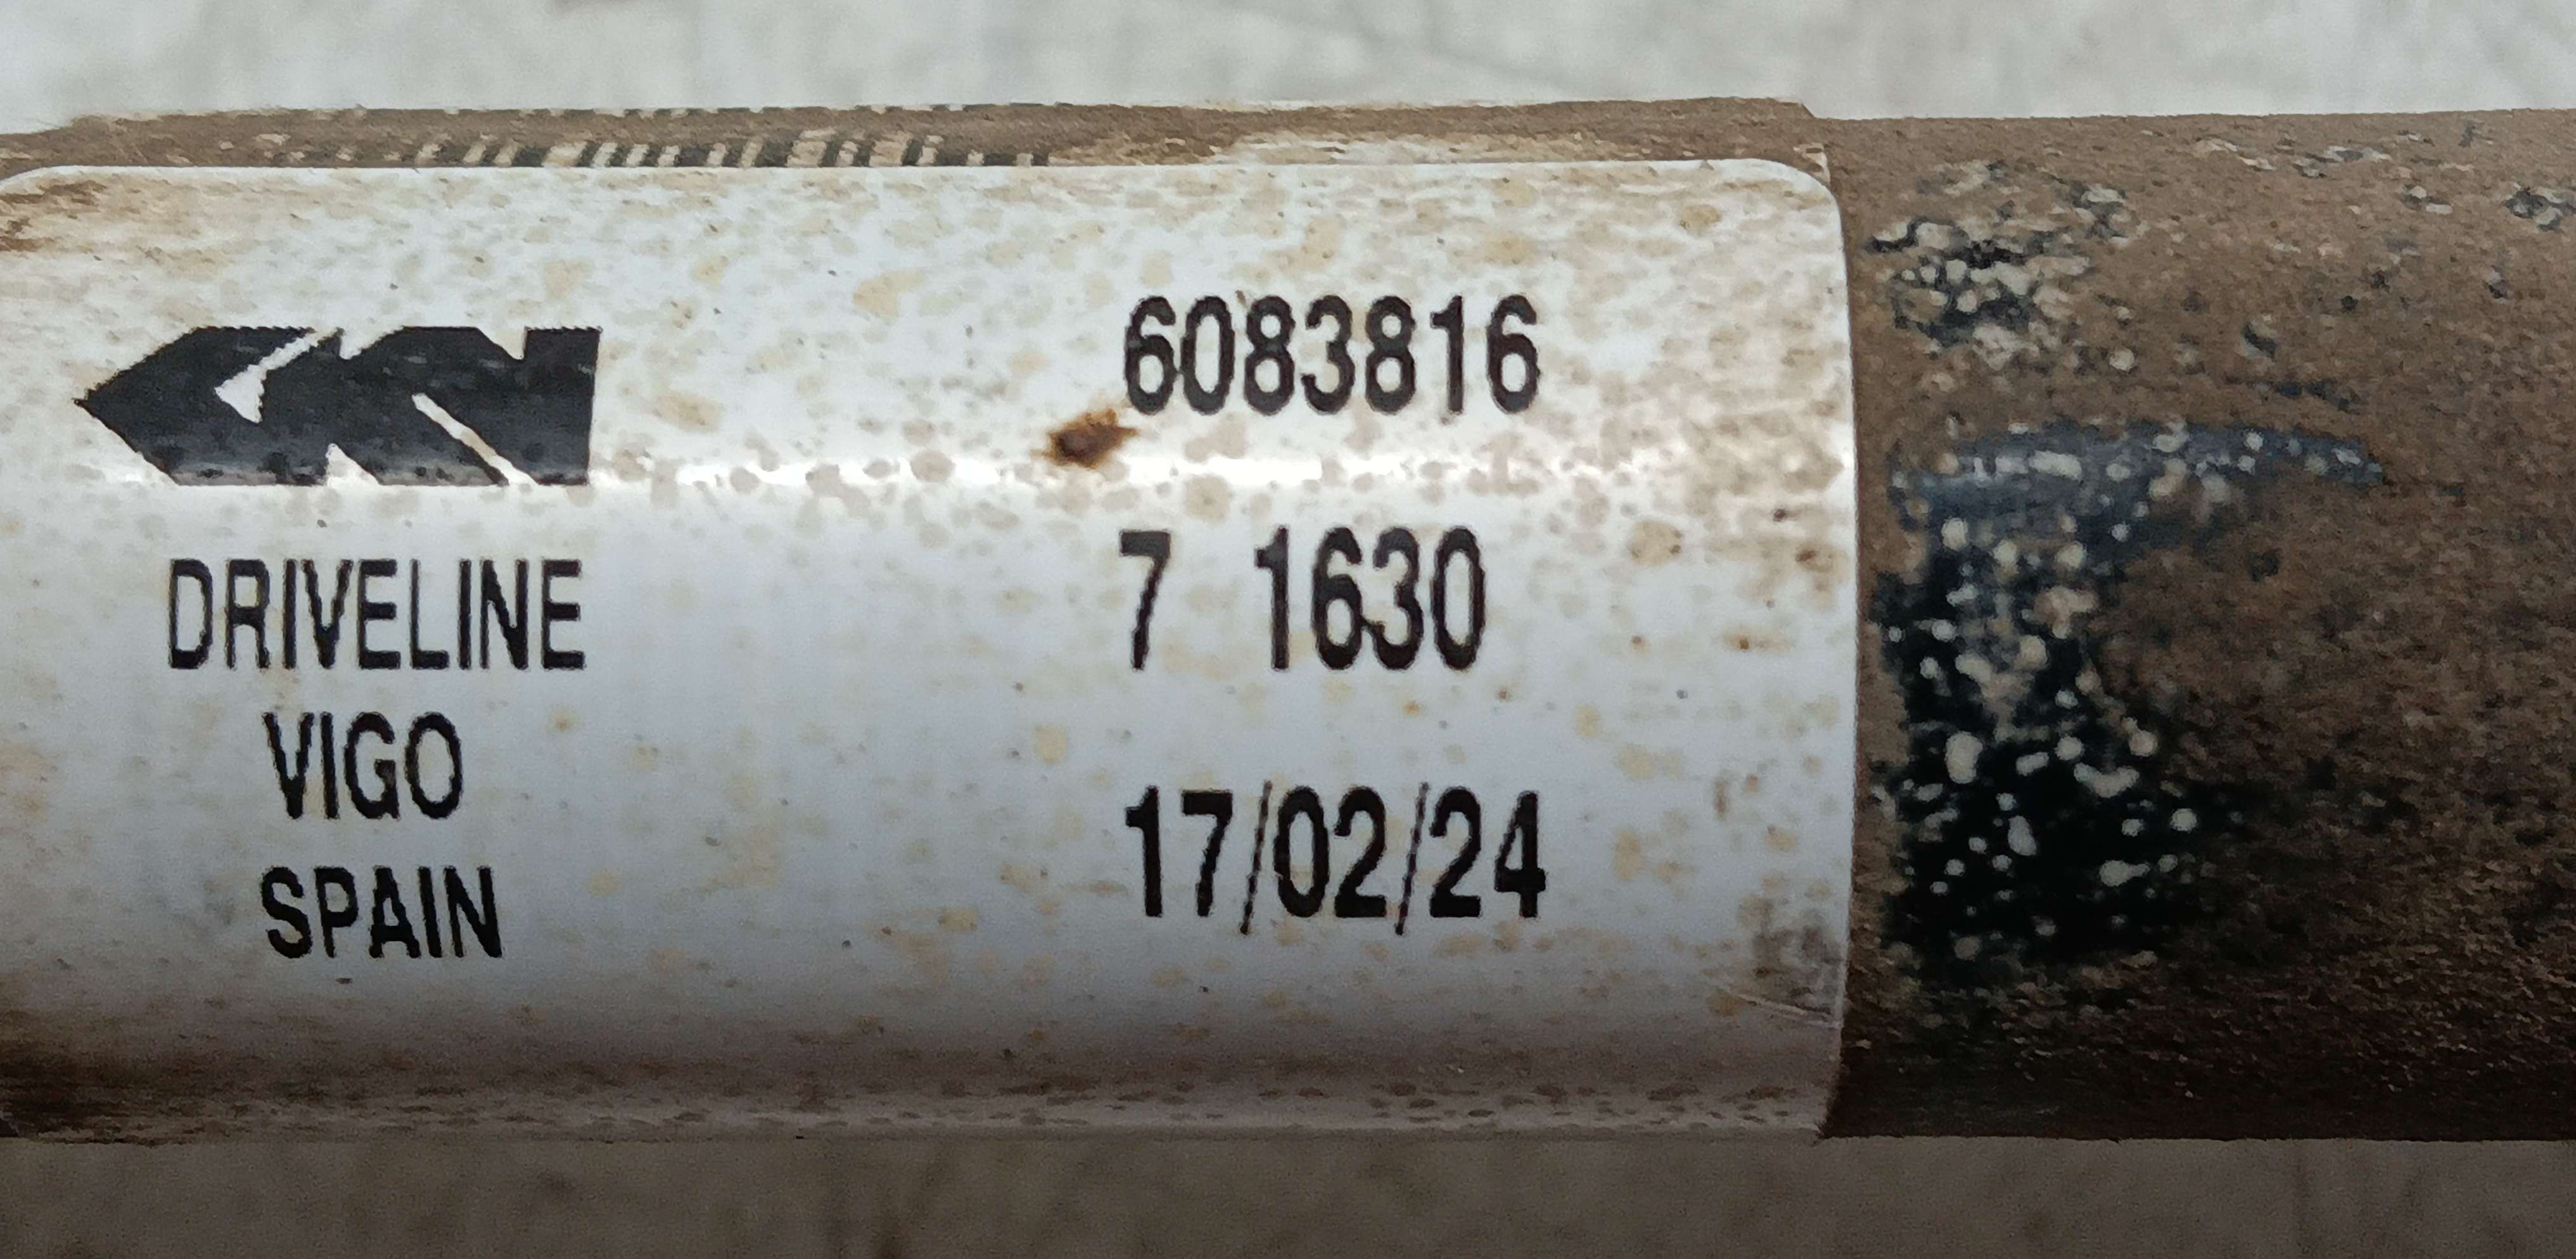 GKN
DRIVELINE
VIGO
SPAIN
6083816
7 1630
17/02/24